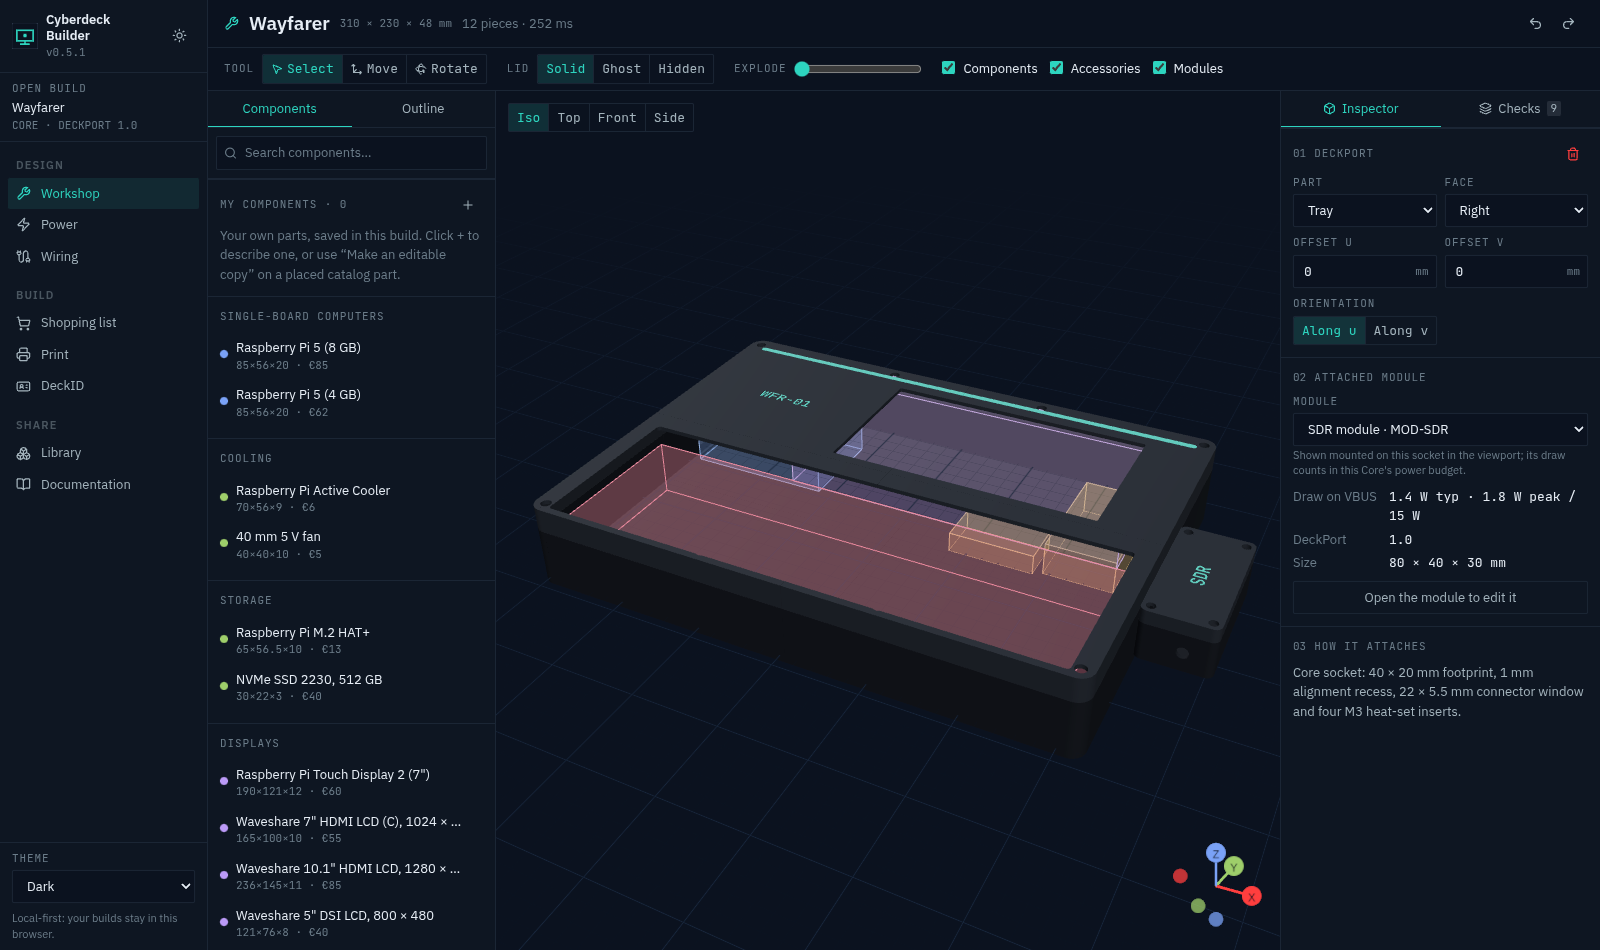 Cyberdeck
Builder
v0.5.1
OPEN BUILD
Wayfarer
CORE · DECKPORT 1.0
DESIGN
Workshop
Power
Wiring
BUILD
Shopping list
Print
DeckID
SHARE
Library
Documentation
THEME
Dark
Local-first: your builds stay in this
browser.
Wayfarer 310 × 230 × 48 mm 12 pieces · 252 ms
TOOL Select Move Rotate LID Solid Ghost Hidden EXPLODE Components Accessories Modules
Components Outline
Search components...
MY COMPONENTS · 0 +
Your own parts, saved in this build. Click + to
describe one, or use “Make an editable
copy” on a placed catalog part.
SINGLE-BOARD COMPUTERS
Raspberry Pi 5 (8 GB)
85×56×20 · €85
Raspberry Pi 5 (4 GB)
85×56×20 · €62
COOLING
Raspberry Pi Active Cooler
70×56×9 · €6
40 mm 5 V fan
40×40×10 · €5
STORAGE
Raspberry Pi M.2 HAT+
65×56.5×10 · €13
NVMe SSD 2230, 512 GB
30×22×3 · €40
DISPLAYS
Raspberry Pi Touch Display 2 (7")
190×121×12 · €60
Waveshare 7" HDMI LCD (C), 1024 × ...
165×100×10 · €55
Waveshare 10.1" HDMI LCD, 1280 × ...
236×145×11 · €85
Waveshare 5" DSI LCD, 800 × 480
121×76×8 · €40
Iso Top Front Side
WFR-01
SDR
Z
Y
X
Inspector Checks 9
01 DECKPORT
PART FACE
Tray Right
OFFSET U OFFSET V
0 mm 0 mm
ORIENTATION
Along u Along v
02 ATTACHED MODULE
MODULE
SDR module · MOD-SDR
Shown mounted on this socket in the viewport; its draw
counts in this Core's power budget.
Draw on VBUS 1.4 W typ · 1.8 W peak /
15 W
DeckPort 1.0
Size 80 × 40 × 30 mm
Open the module to edit it
03 HOW IT ATTACHES
Core socket: 40 × 20 mm footprint, 1 mm
alignment recess, 22 × 5.5 mm connector window
and four M3 heat-set inserts.